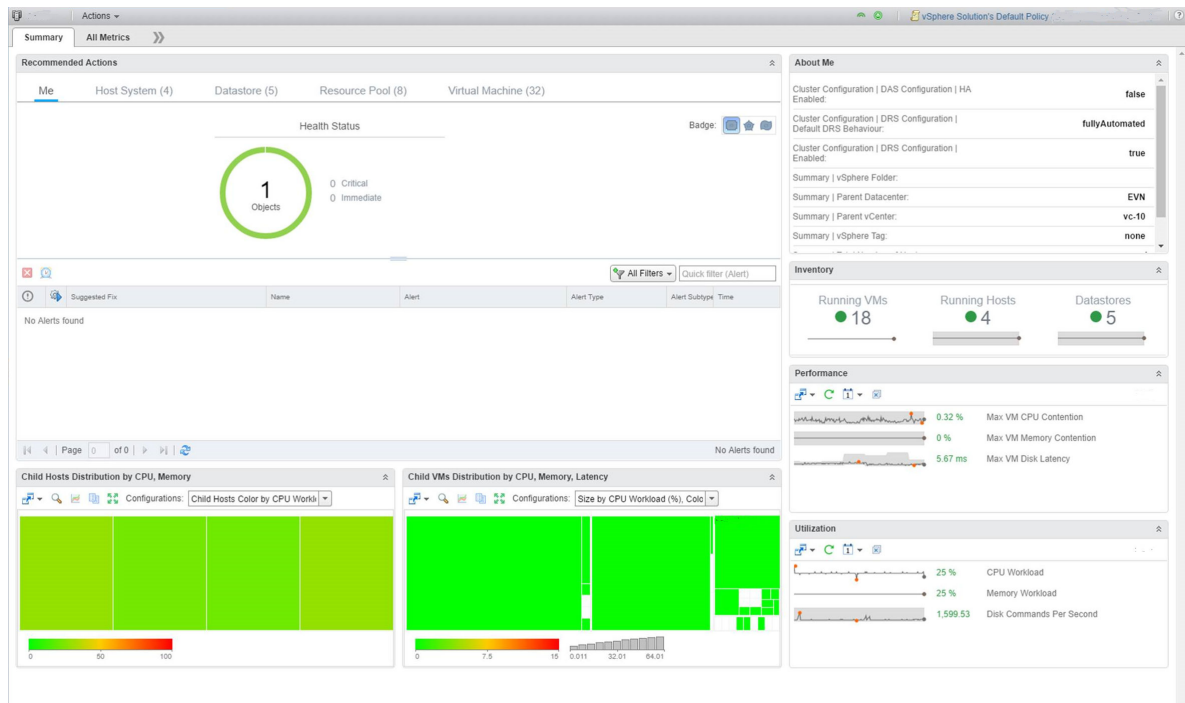 Actions
vSphere Solution's Default Policy
Summary
All Metrics
Recommended Actions
Me
Host System (4)
Datastore (5)
Resource Pool (8)
Virtual Machine (32)
Health Status
Badge:
1
Objects
0 Critical
0 Immediate
All Filters
Quick filter (Alert)
Suggested Fix
Name
Alert
Alert Type
Alert Subtype
Time
No Alerts found
Page 0 of 0
No Alerts found
Child Hosts Distribution by CPU, Memory
Configurations: Child Hosts Color by CPU Workl
0 50 100
Child VMs Distribution by CPU, Memory, Latency
Configurations: Size by CPU Workload (%), Colo
0 7.5 15
0.011 32.01 64.01
About Me
Cluster Configuration | DAS Configuration | HA
Enabled:
false
Cluster Configuration | DRS Configuration |
Default DRS Behaviour:
fullyAutomated
Cluster Configuration | DRS Configuration |
Enabled:
true
Summary | vSphere Folder:
Summary | Parent Datacenter: EVN
Summary | Parent vCenter: vc-10
Summary | vSphere Tag: none
Inventory
Running VMs
18
Running Hosts
4
Datastores
5
Performance
0.32 % Max VM CPU Contention
0 % Max VM Memory Contention
5.67 ms Max VM Disk Latency
Utilization
25 % CPU Workload
25 % Memory Workload
1,599.53 Disk Commands Per Second